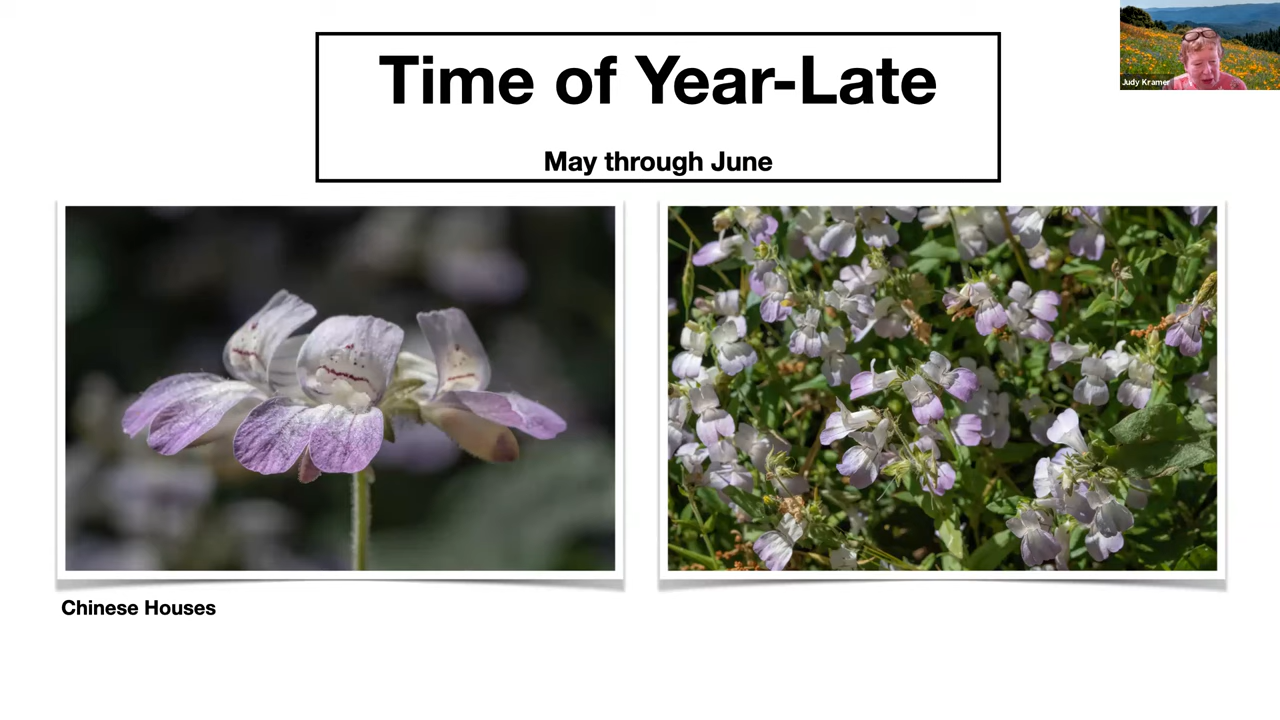 Time of Year-Late
May through June
Judy Kramer
Chinese Houses